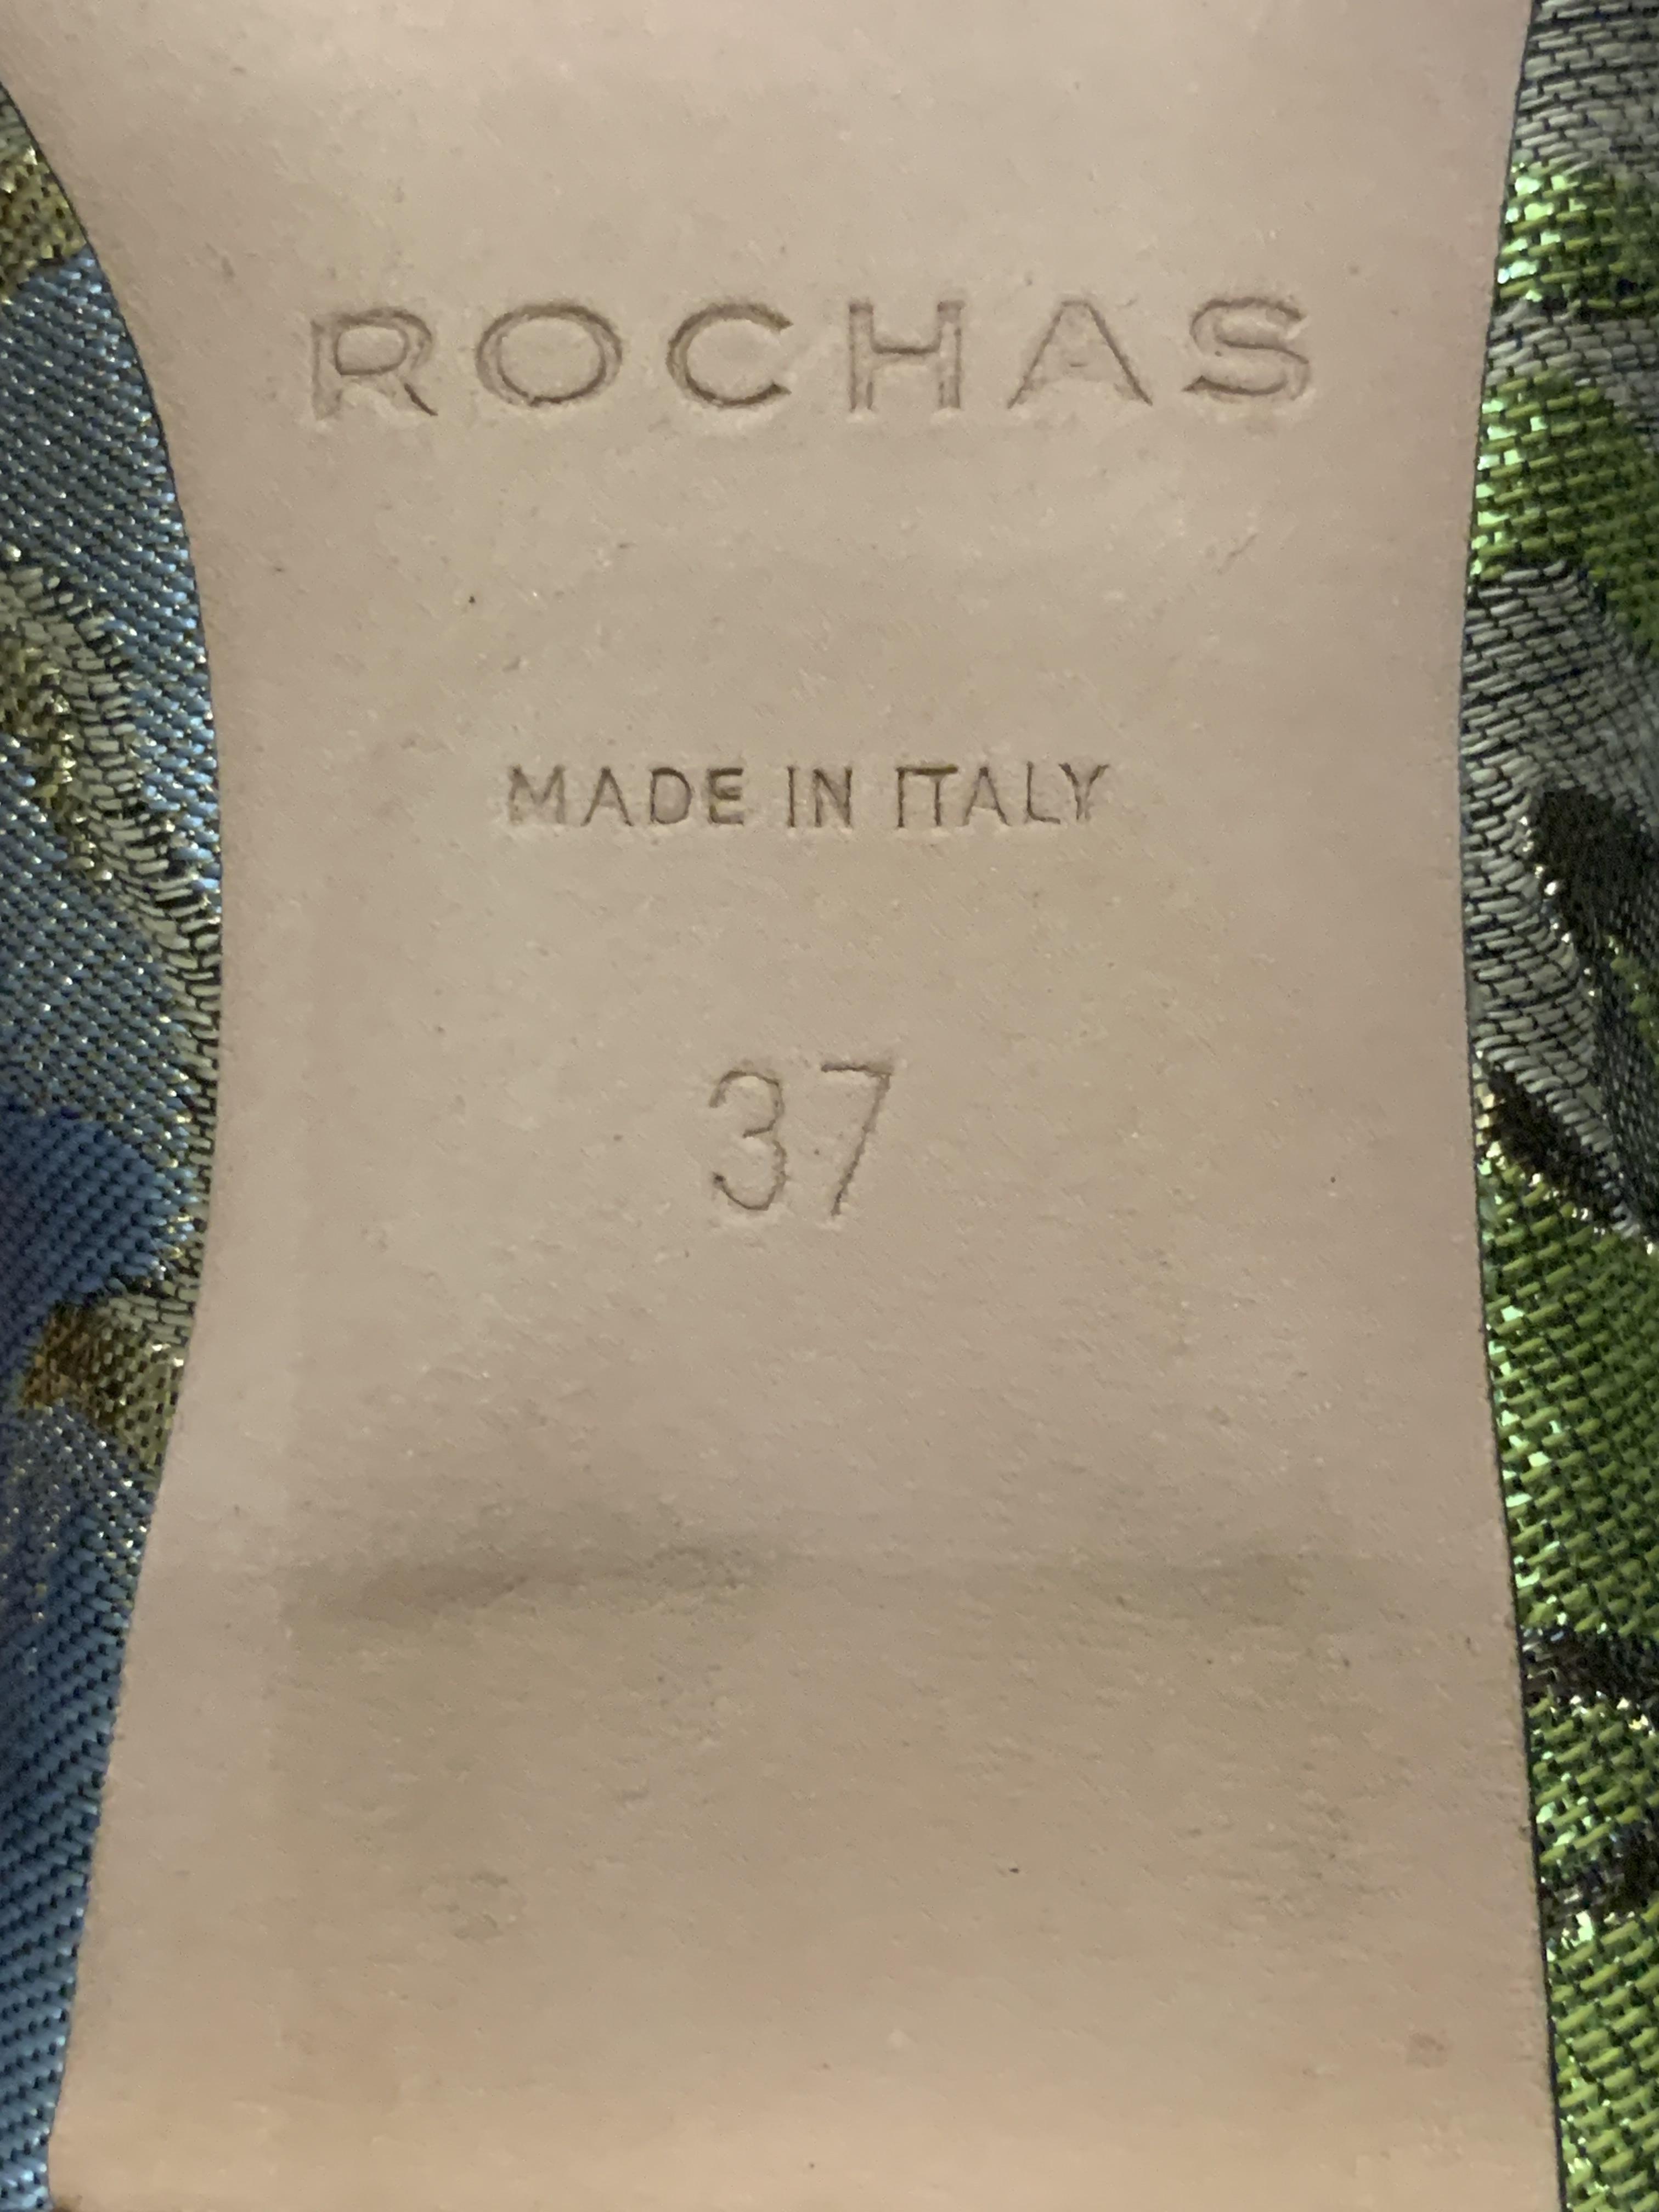 ROCHAS
MADE IN ITALY
37